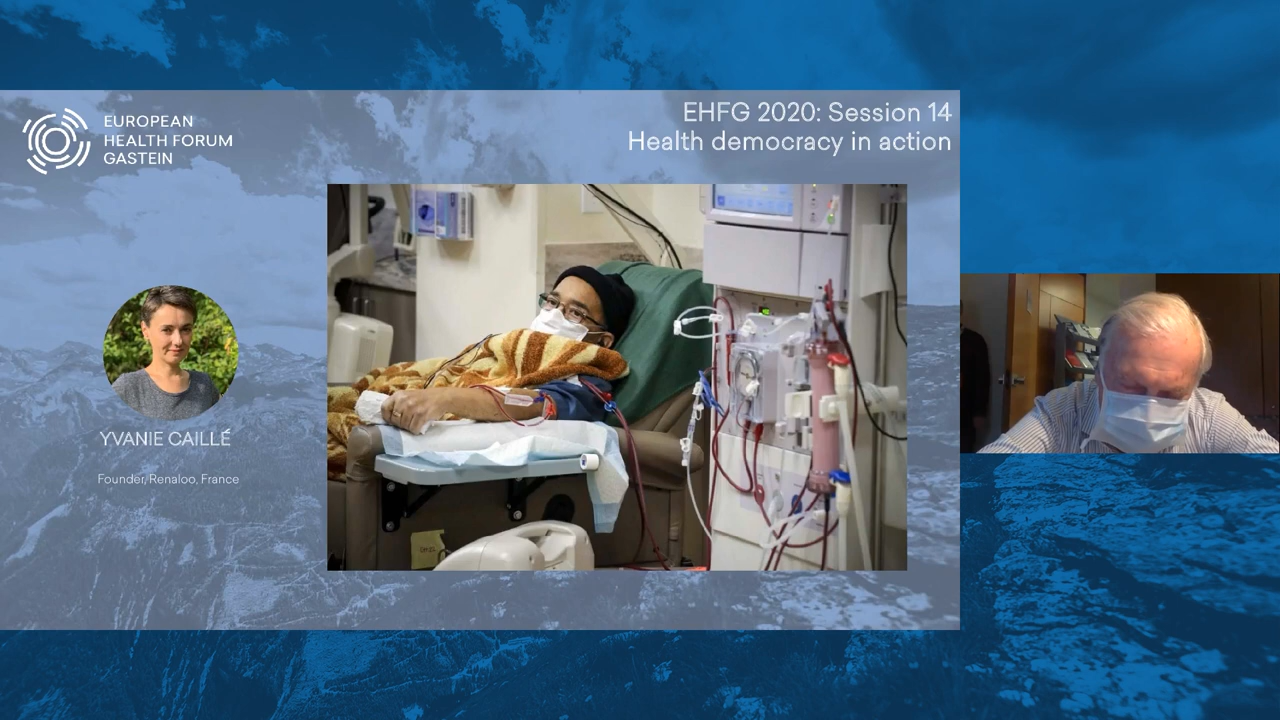 EUROPEAN
HEALTH FORUM
GASTEIN
EHFG 2020: Session 14
Health democracy in action
YVANIE CAILLÉ
Founder, Renaloo, France